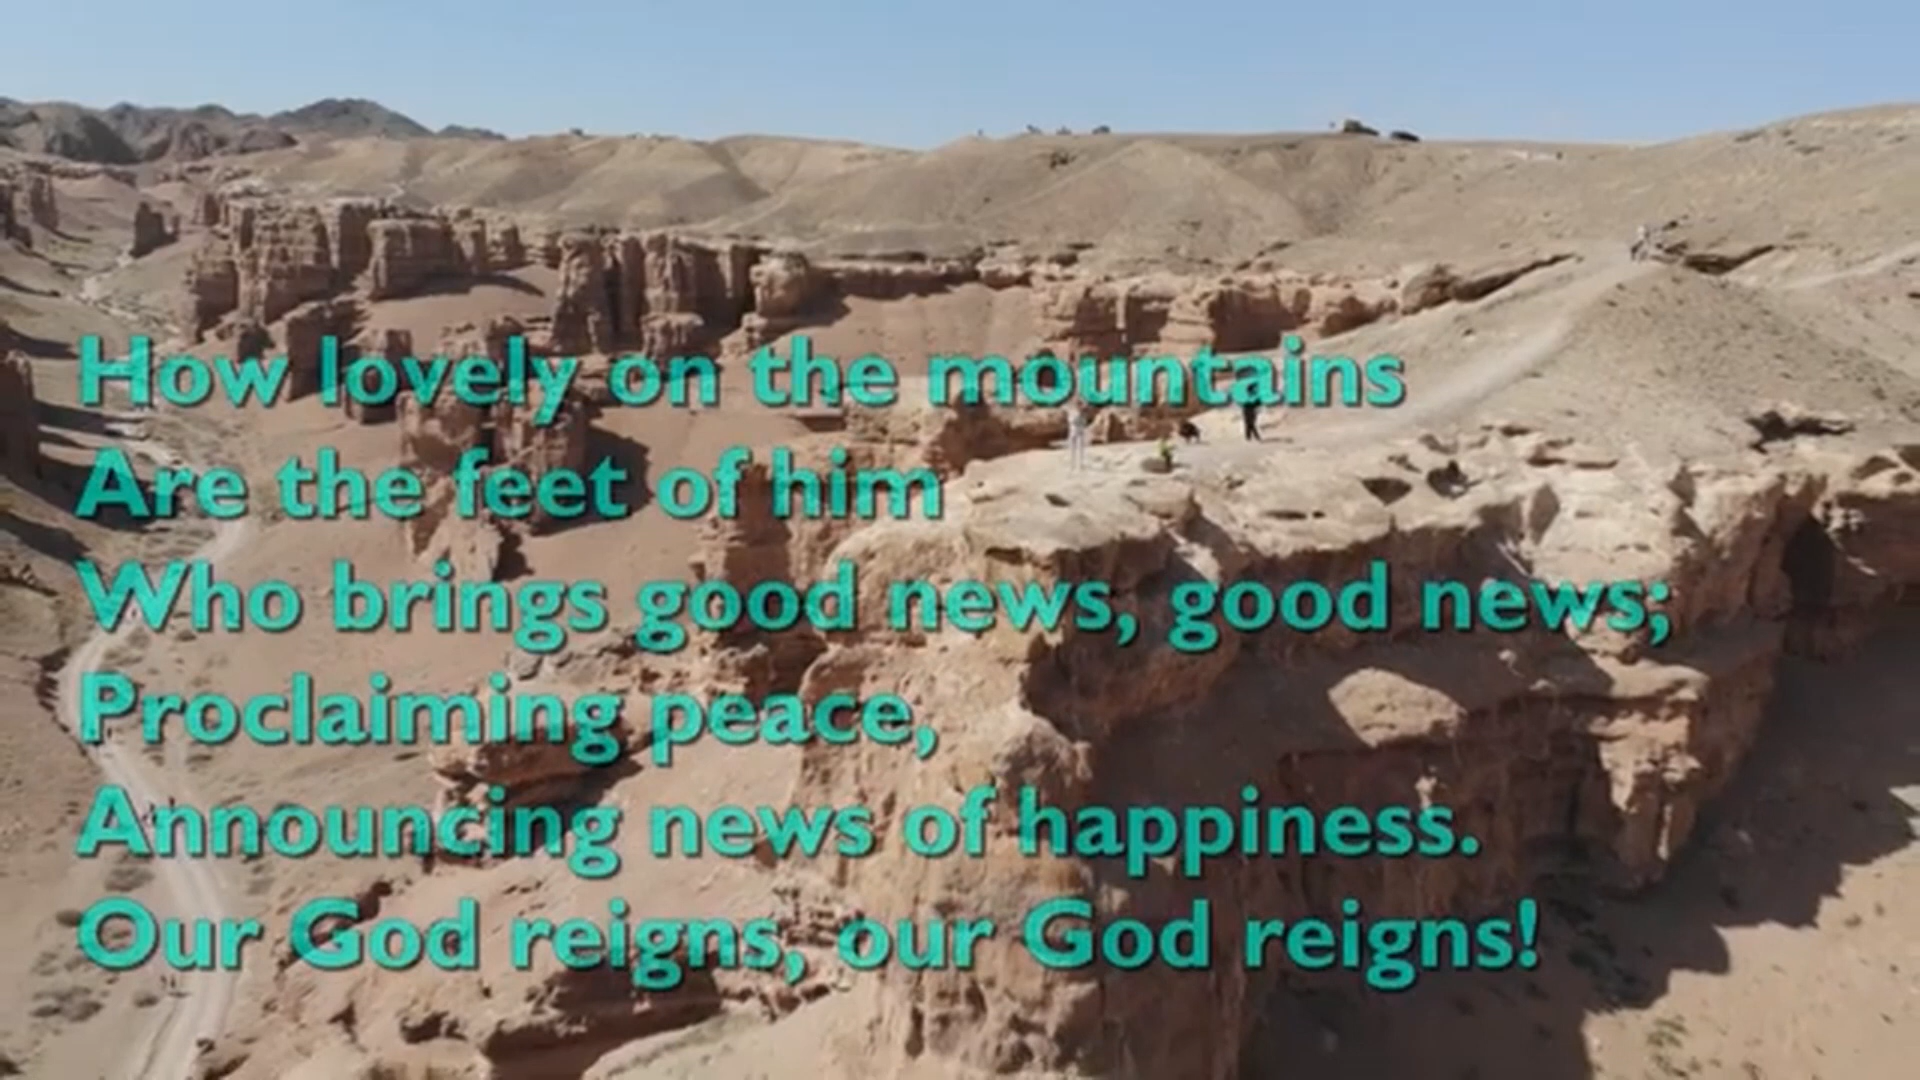 How lovely on the mountains
Are the feet of him
Who brings good news, good news;
Proclaiming peace,
Announcing news of happiness.
Our God reigns, our God reigns!